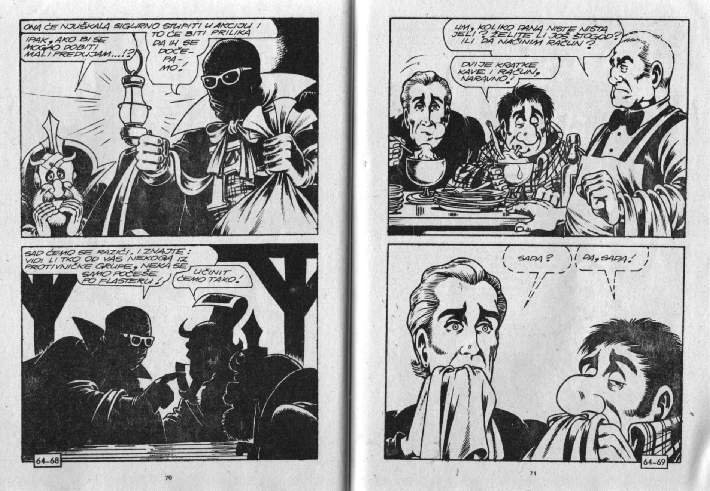 ONA ĆE NJUŠKALA SIGURNO STUPITI U AKCIJU I
TO ĆE BITI PRILIKA
DA IH SE
DOČE-
PA-
MO!
IPAK, AKO BI SE
MOGAO DOBITI
MALI PREDUJAM...!?
SAD ĆEMO SE RAZIĆI, I ZNAJTE:
VIDI LI TKO OD VAS NEKOGA IZ
PROTIVNIČKE GRUPE, NEKA SE
SAMO POČEŠE
PO FLASTERU!
UČINIT
ĆEMO TAKO!
64-68
70
UM, KOLIKO DANA NISTE NIŠTA
JELI? ŽELITE LI JOŠ ŠTOGOD?
ILI DA NAČINIM RAČUN?
DVIJE KRATKE
KAVE I RAČUN,
NARAVNO!
SADA?
DA, SADA!
64-69
71